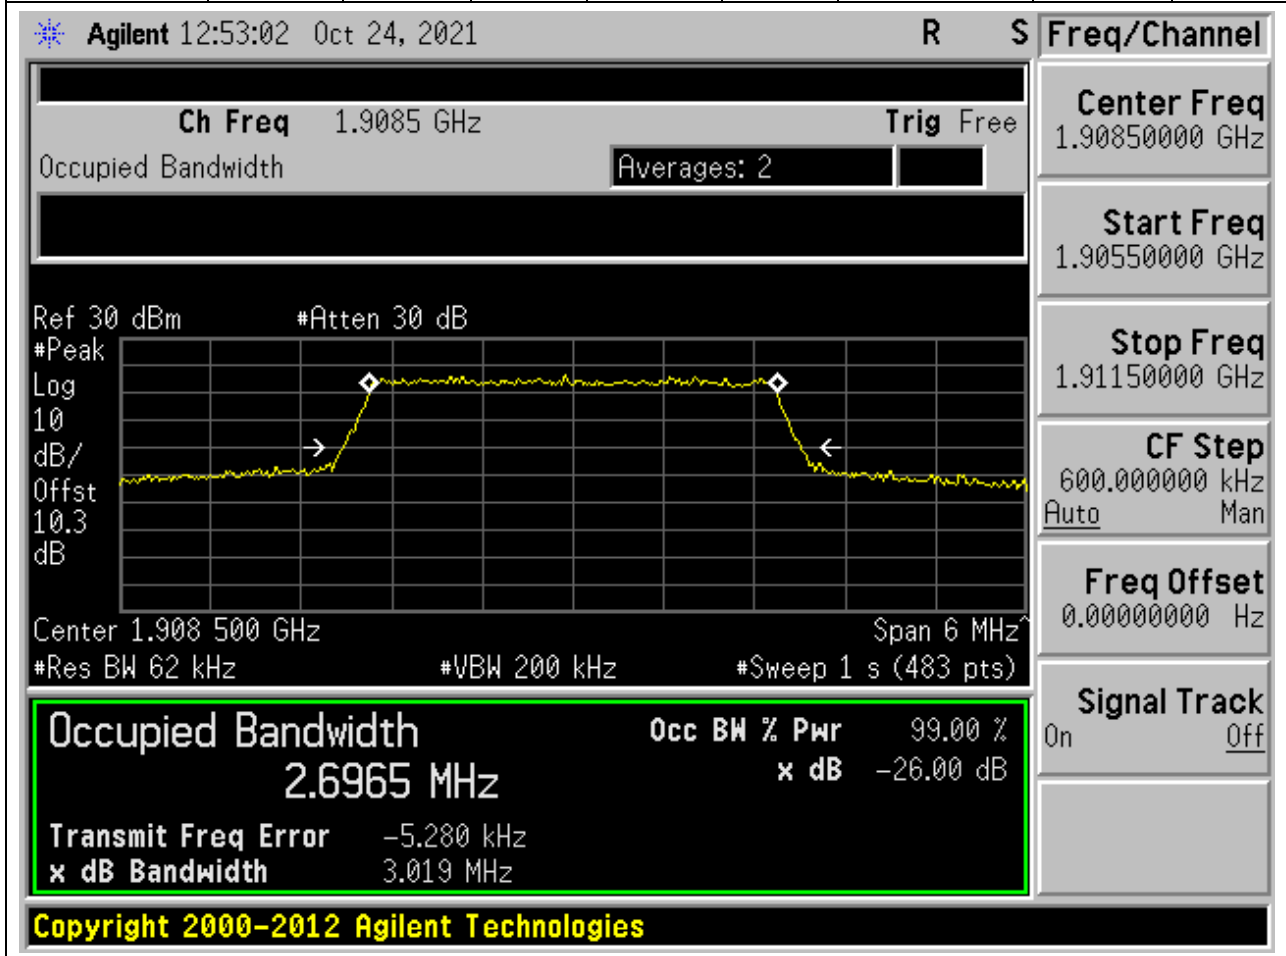 Agilent 12:53:02 Oct 24, 2021 R S
Freq/Channel
Ch Freq 1.9085 GHz Trig Free
Occupied Bandwidth Averages: 2
Ref 30 dBm #Atten 30 dB
#Peak
Log
10
dB/
Offst
10.3
dB
Center 1.908 500 GHz Span 6 MHz^
#Res BW 62 kHz #VBW 200 kHz #Sweep 1 s (483 pts)
Occupied Bandwidth Occ BW % Pwr 99.00 %
2.6965 MHz x dB -26.00 dB
Transmit Freq Error -5.280 kHz
x dB Bandwidth 3.019 MHz
Copyright 2000-2012 Agilent Technologies
Center Freq
1.90850000 GHz
Start Freq
1.90550000 GHz
Stop Freq
1.91150000 GHz
CF Step
600.000000 kHz
Auto Man
Freq Offset
0.00000000 Hz
Signal Track
On Off